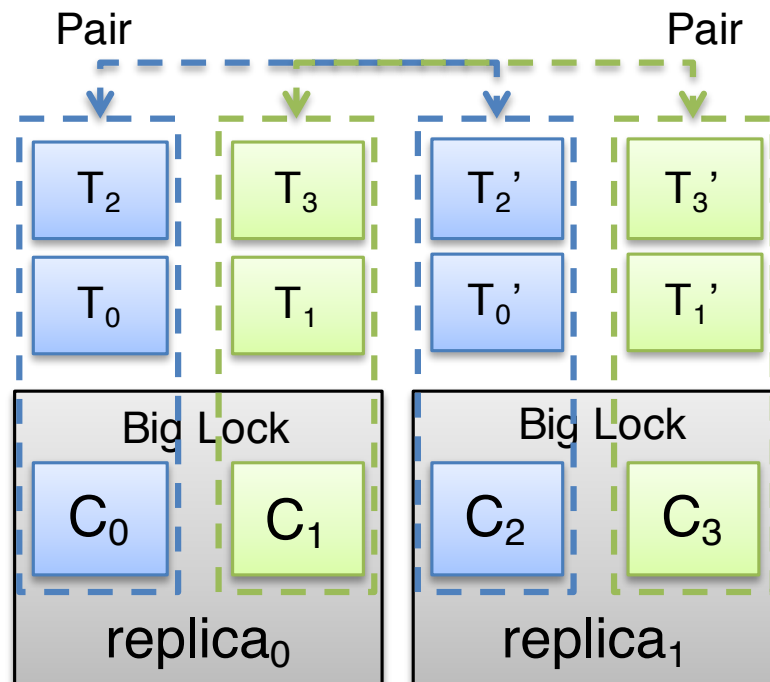 Pair Pair
T₂ T₃ T₂’ T₃’
T₀ T₁ T₀’ T₁’
Big Lock Big Lock
C₀ C₁ C₂ C₃
replica₀ replica₁